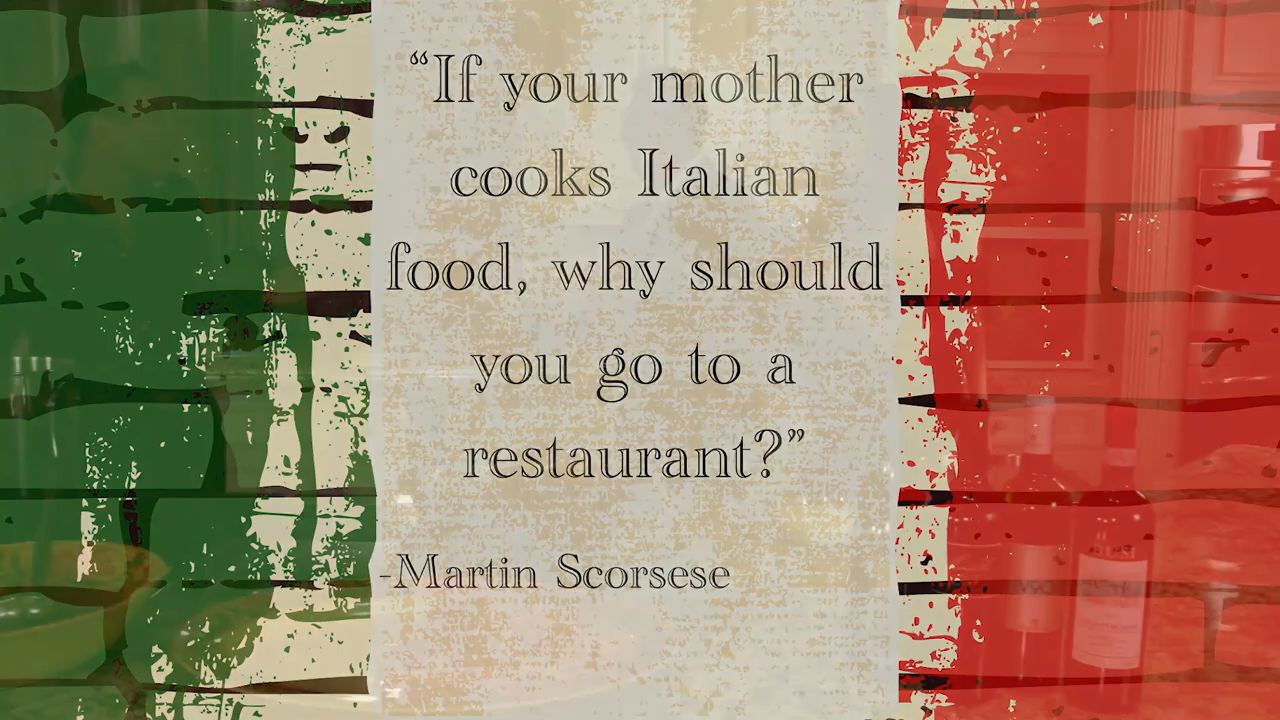 “If your mother
cooks Italian
food, why should
you go to a
restaurant?”
-Martin Scorsese